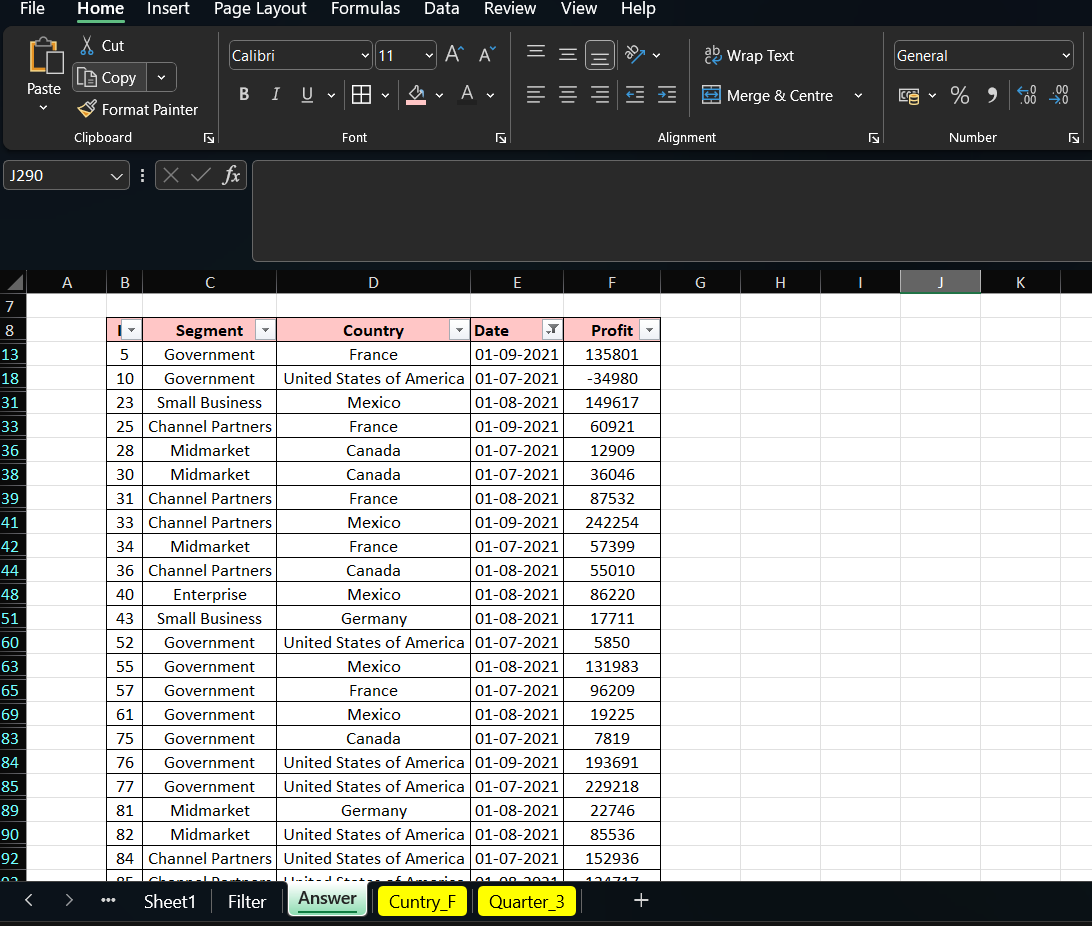 File Home Insert Page Layout Formulas Data Review View Help
Paste
Cut
Copy
Format Painter
Clipboard
Calibri 11 A A
B I U A
Font
ab Wrap Text
Merge & Centre
Alignment
General
% 9 .00 .00
Number
J290 fx
A B C D E F G H I J K
7
8 Segment Country Date Profit
13 5 Government France 01-09-2021 135801
18 10 Government United States of America 01-07-2021 -34980
31 23 Small Business Mexico 01-08-2021 149617
33 25 Channel Partners France 01-09-2021 60921
36 28 Midmarket Canada 01-07-2021 12909
38 30 Midmarket Canada 01-07-2021 36046
39 31 Channel Partners France 01-08-2021 87532
41 33 Channel Partners Mexico 01-09-2021 242254
42 34 Midmarket France 01-07-2021 57399
44 36 Channel Partners Canada 01-08-2021 55010
48 40 Enterprise Mexico 01-08-2021 86220
51 43 Small Business Germany 01-08-2021 17711
60 52 Government United States of America 01-07-2021 5850
63 55 Government Mexico 01-08-2021 131983
65 57 Government France 01-07-2021 96209
69 61 Government Mexico 01-08-2021 19225
83 75 Government Canada 01-07-2021 7819
84 76 Government United States of America 01-09-2021 193691
85 77 Government United States of America 01-07-2021 229218
89 81 Midmarket Germany 01-08-2021 22746
90 82 Midmarket United States of America 01-08-2021 85536
92 84 Channel Partners United States of America 01-07-2021 152936
Sheet1 Filter Answer Cuntry_F Quarter_3